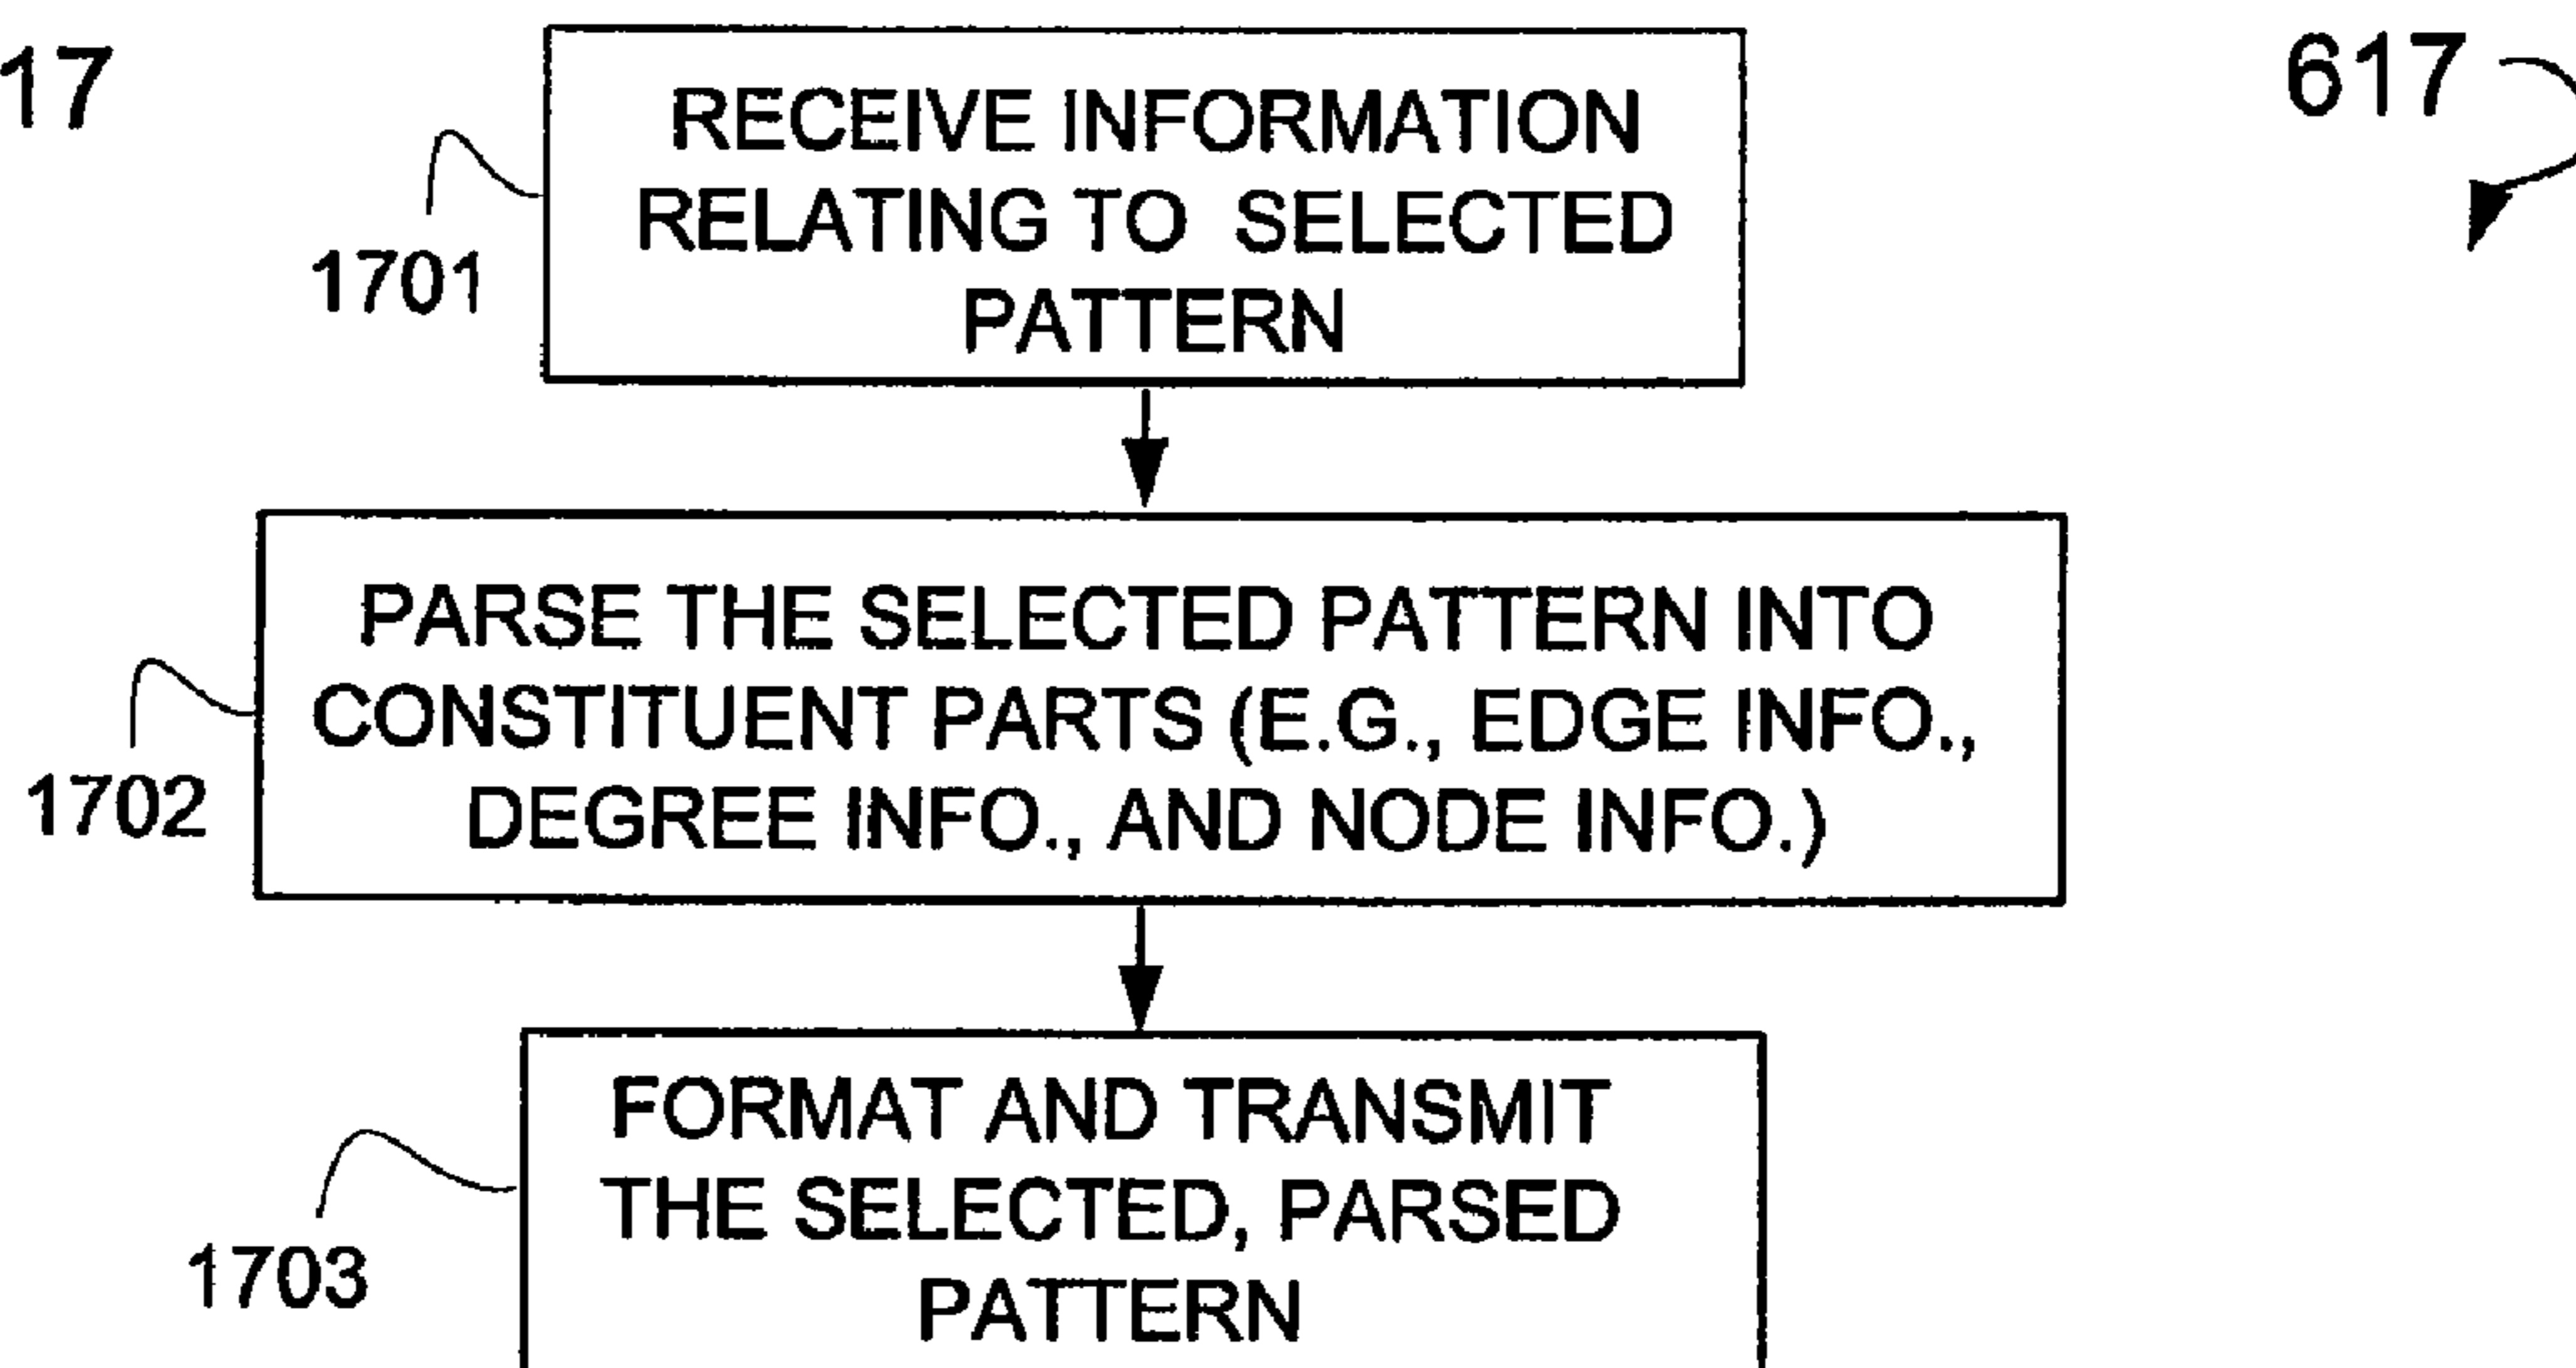 17
617
RECEIVE INFORMATION
RELATING TO SELECTED
PATTERN
1701
PARSE THE SELECTED PATTERN INTO
CONSTITUENT PARTS (E.G., EDGE INFO.,
DEGREE INFO., AND NODE INFO.)
1702
FORMAT AND TRANSMIT
THE SELECTED, PARSED
PATTERN
1703